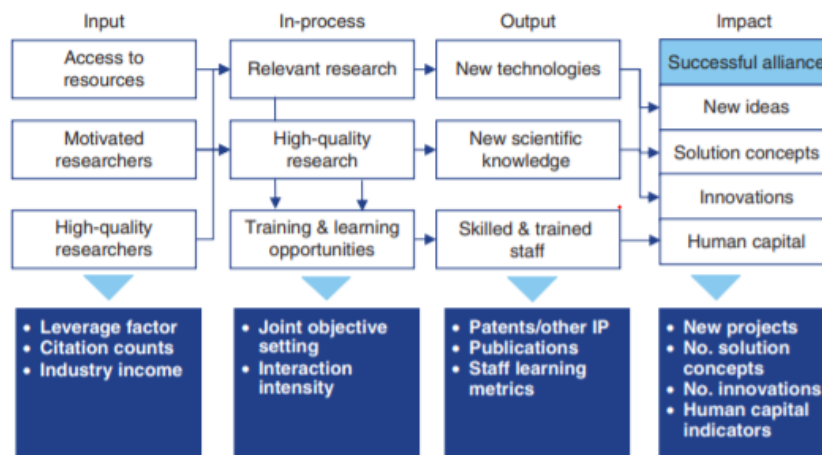 Input
In-process
Output
Impact
Access to
resources
Relevant research
New technologies
Successful alliance
New ideas
Motivated
researchers
High-quality
research
New scientific
knowledge
Solution concepts
Innovations
High-quality
researchers
Training & learning
opportunities
Skilled & trained
staff
Human capital
• Leverage factor
• Citation counts
• Industry income
• Joint objective
setting
• Interaction
intensity
• Patents/other IP
• Publications
• Staff learning
metrics
• New projects
• No. solution
concepts
• No. innovations
• Human capital
indicators